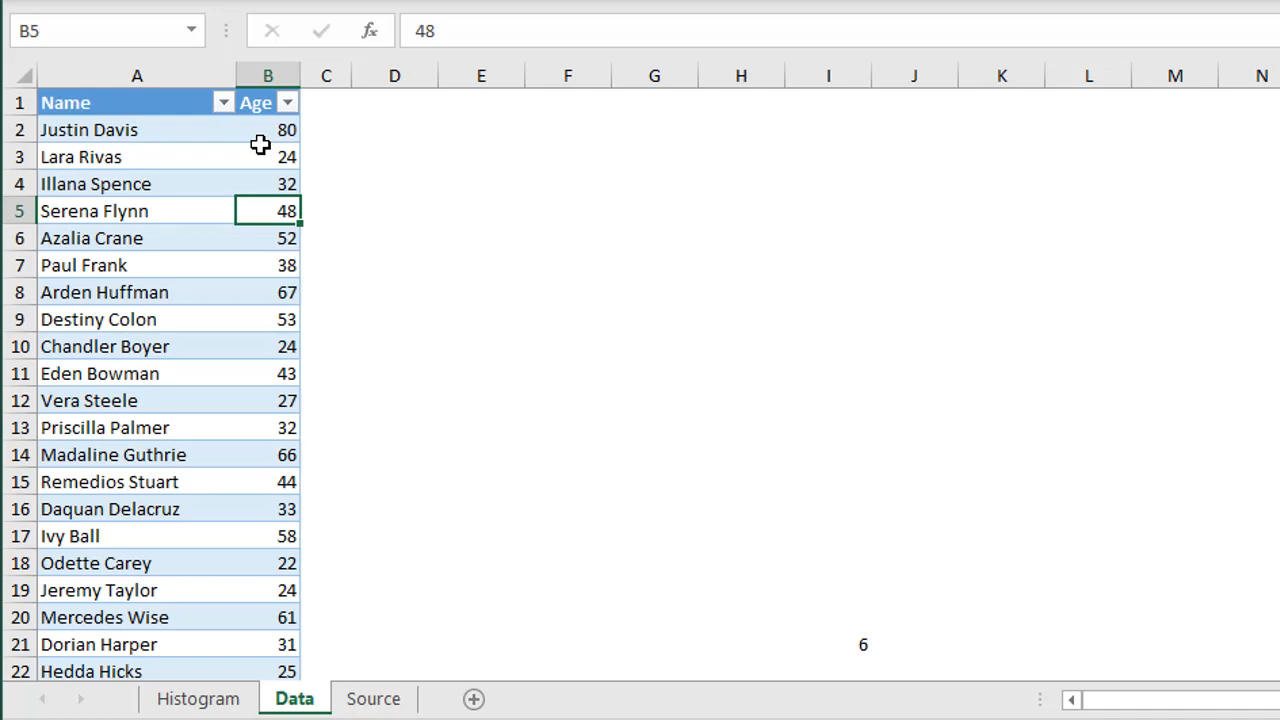 B5 fx 48
A B C D E F G H I J K L M N
1 Name Age
2 Justin Davis 80
3 Lara Rivas 24
4 Illana Spence 32
5 Serena Flynn 48
6 Azalia Crane 52
7 Paul Frank 38
8 Arden Huffman 67
9 Destiny Colon 53
10 Chandler Boyer 24
11 Eden Bowman 43
12 Vera Steele 27
13 Priscilla Palmer 32
14 Madaline Guthrie 66
15 Remedios Stuart 44
16 Daquan Delacruz 33
17 Ivy Ball 58
18 Odette Carey 22
19 Jeremy Taylor 24
20 Mercedes Wise 61
21 Dorian Harper 31 6
22 Hedda Hicks 25
Histogram Data Source